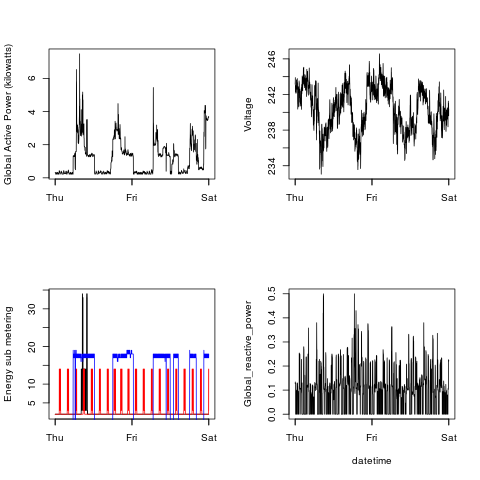 Global Active Power (kilowatts)
0 2 4 6
Thu Fri Sat
Voltage
234 238 242 246
Thu Fri Sat
Energy sub metering
5 10 20 30
Thu Fri Sat
Global_reactive_power
0.0 0.1 0.2 0.3 0.4 0.5
Thu Fri Sat
datetime